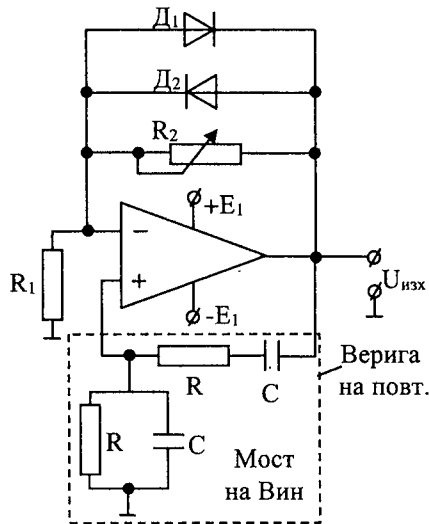 Д₁
Д₂
R₂
+E₁
−
+
R₁
Uизх
-E₁
R
C
R
C
Верига
на повт.
Мост
на Вин